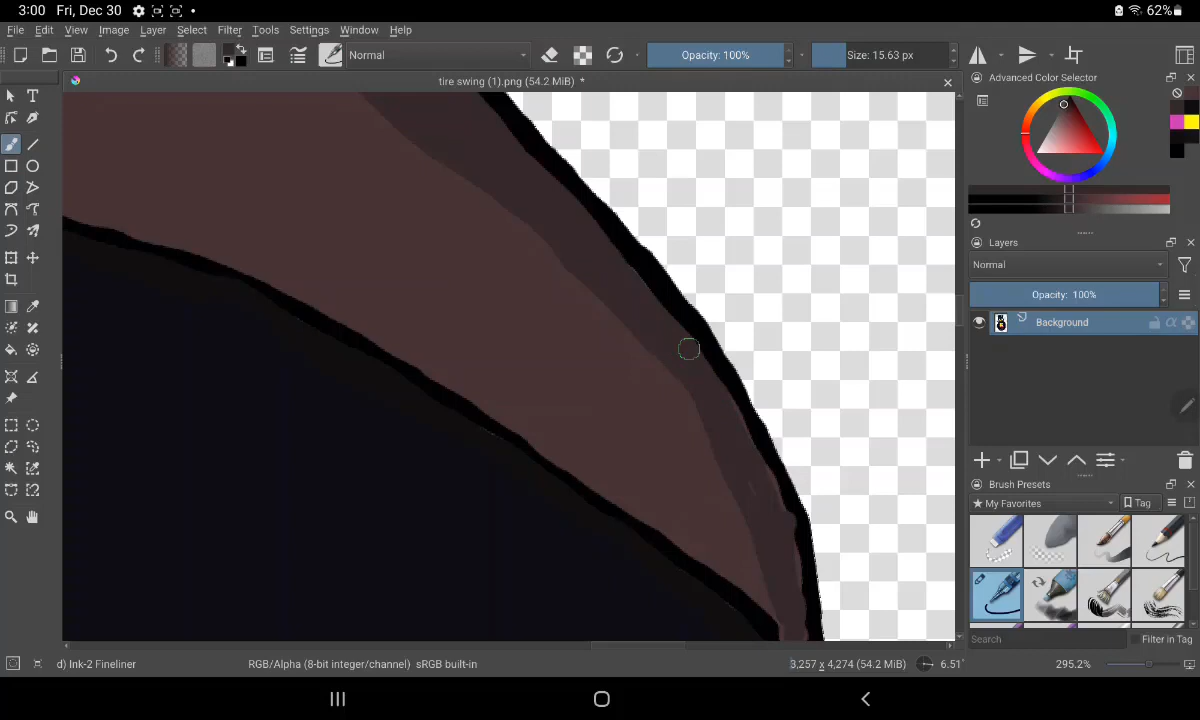 3:00 Fri, Dec 30 62%
File Edit View Image Layer Select Filter Tools Settings Window Help
Normal Opacity: 100% Size: 15.63 px
tire swing (1).png (54.2 MiB) *
Advanced Color Selector
Layers
Normal
Opacity: 100%
Background
Brush Presets
★ My Favorites Tag
Search Filter in Tag
d) Ink-2 Fineliner RGB/Alpha (8-bit integer/channel) sRGB built-in 3,257 x 4,274 (54.2 MiB) 6.51° 295.2%